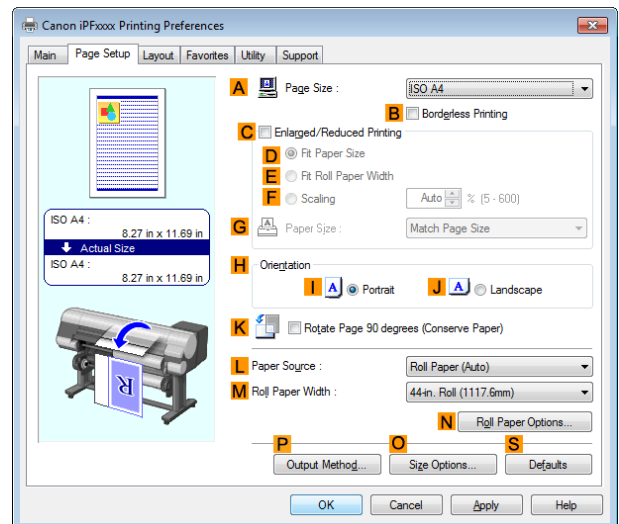 Canon iPFxxxx Printing Preferences
Main Page Setup Layout Favorites Utility Support
A Page Size : ISO A4
B Borderless Printing
C Enlarged/Reduced Printing
D Fit Paper Size
E Fit Roll Paper Width
F Scaling Auto % (5 - 600)
G Paper Size : Match Page Size
ISO A4 :
8.27 in x 11.69 in
Actual Size
ISO A4 :
8.27 in x 11.69 in
H Orientation
I A Portrait J A Landscape
K Rotate Page 90 degrees (Conserve Paper)
L Paper Source : Roll Paper (Auto)
M Roll Paper Width : 44-in. Roll (1117.6mm)
R
N Roll Paper Options...
P O S
Output Method... Size Options... Defaults
OK Cancel Apply Help